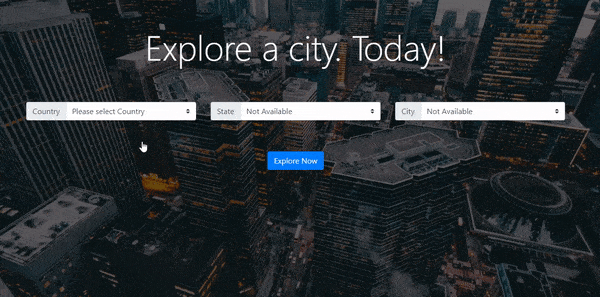 Explore a city. Today!
Country Please select Country State Not Available City Not Available
Explore Now